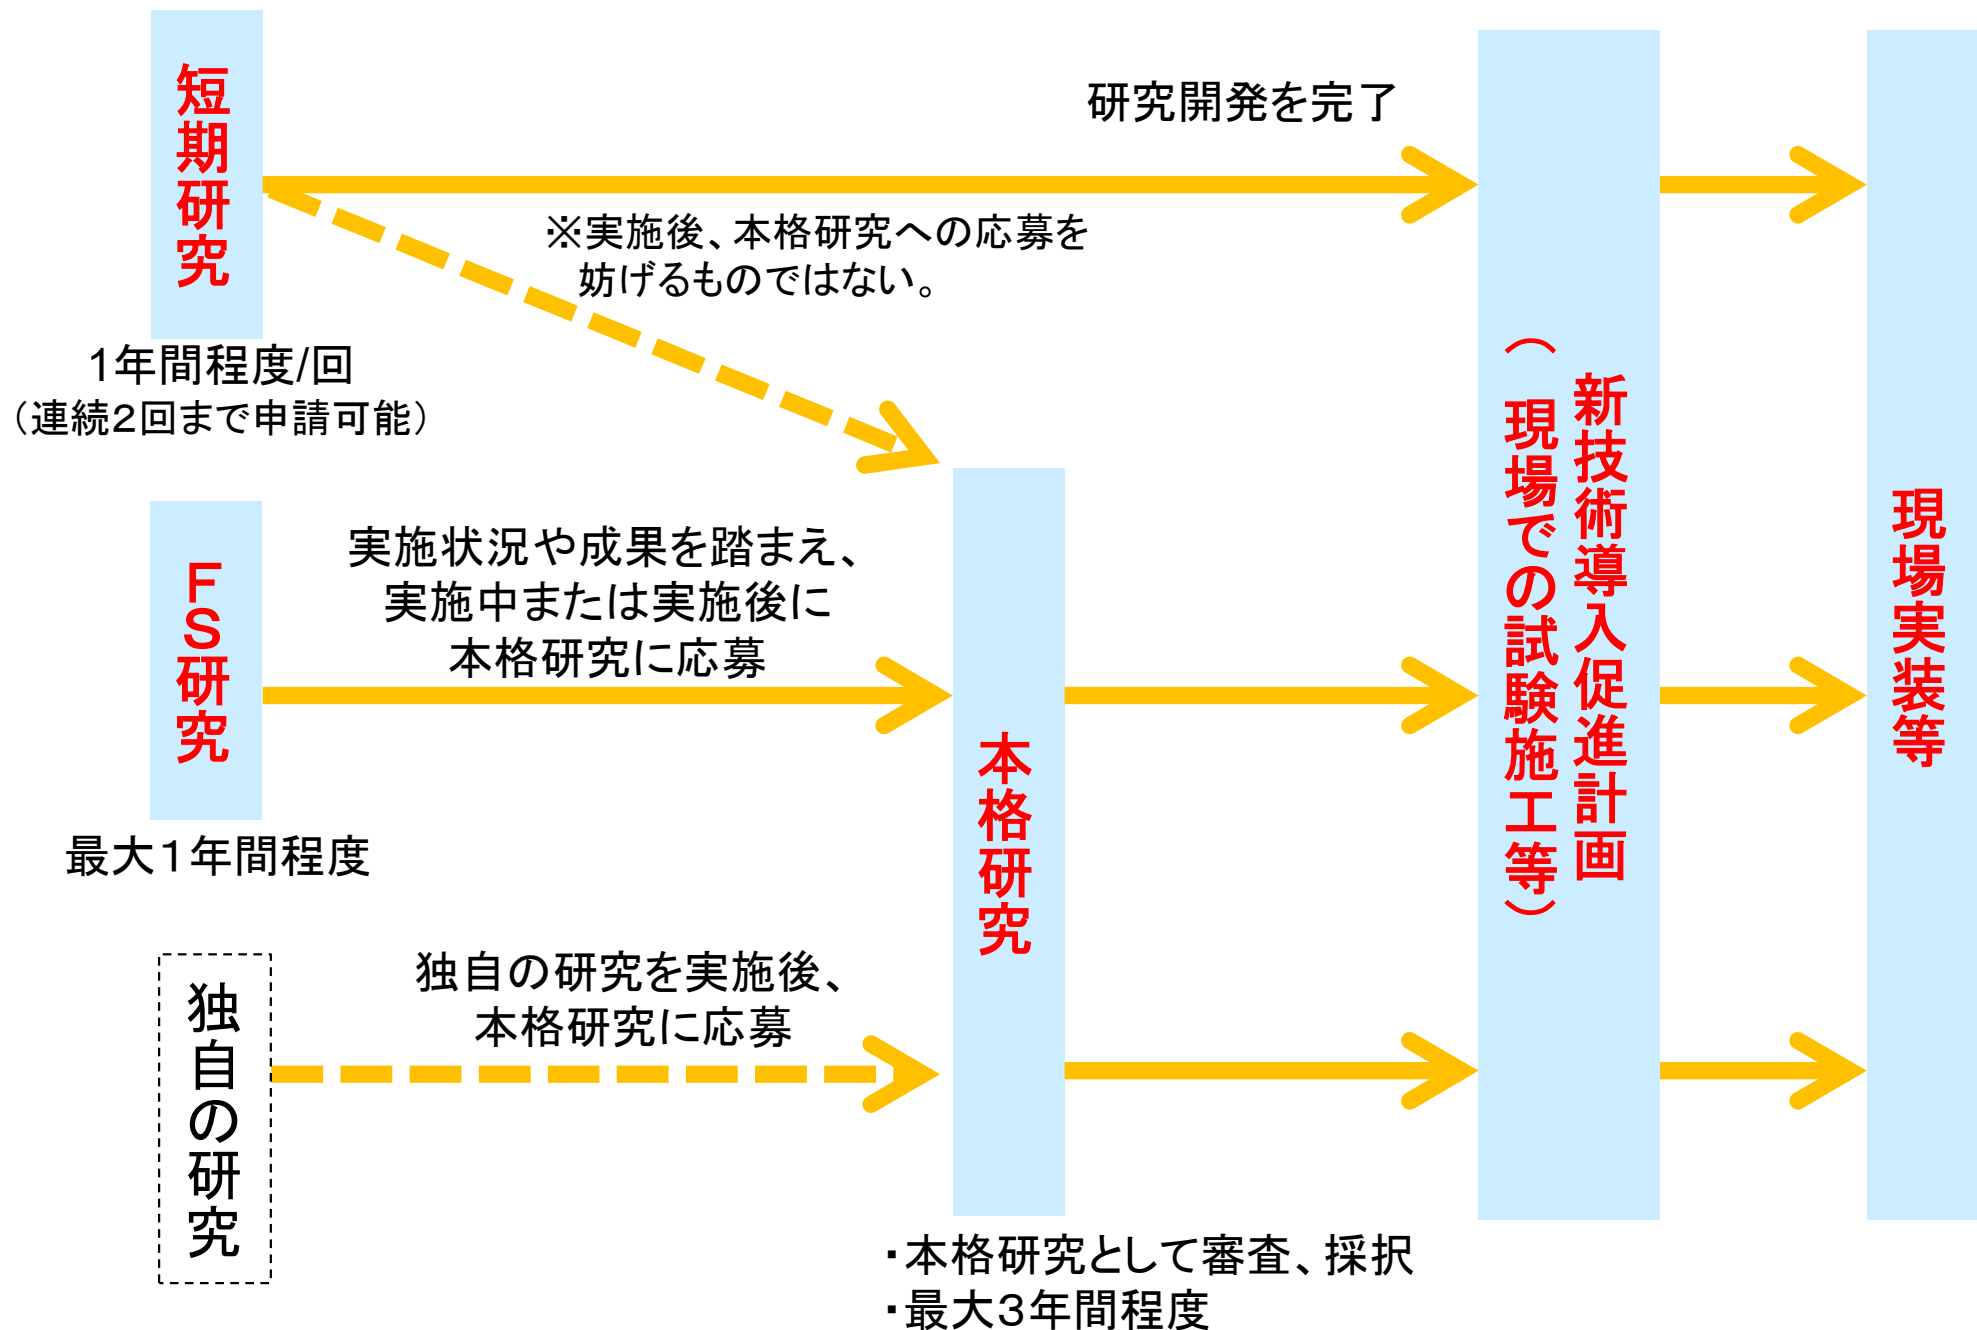 短期研究
1年間程度/回
（連続２回まで申請可能）
研究開発を完了
※実施後、本格研究への応募を
妨げるものではない。
ＦＳ研究
最大１年間程度
実施状況や成果を踏まえ、
実施中または実施後に
本格研究に応募
独自の研究
独自の研究を実施後、
本格研究に応募
本格研究
・本格研究として審査、採択
・最大３年間程度
新技術導入促進計画
（現場での試験施工等）
現場実装等